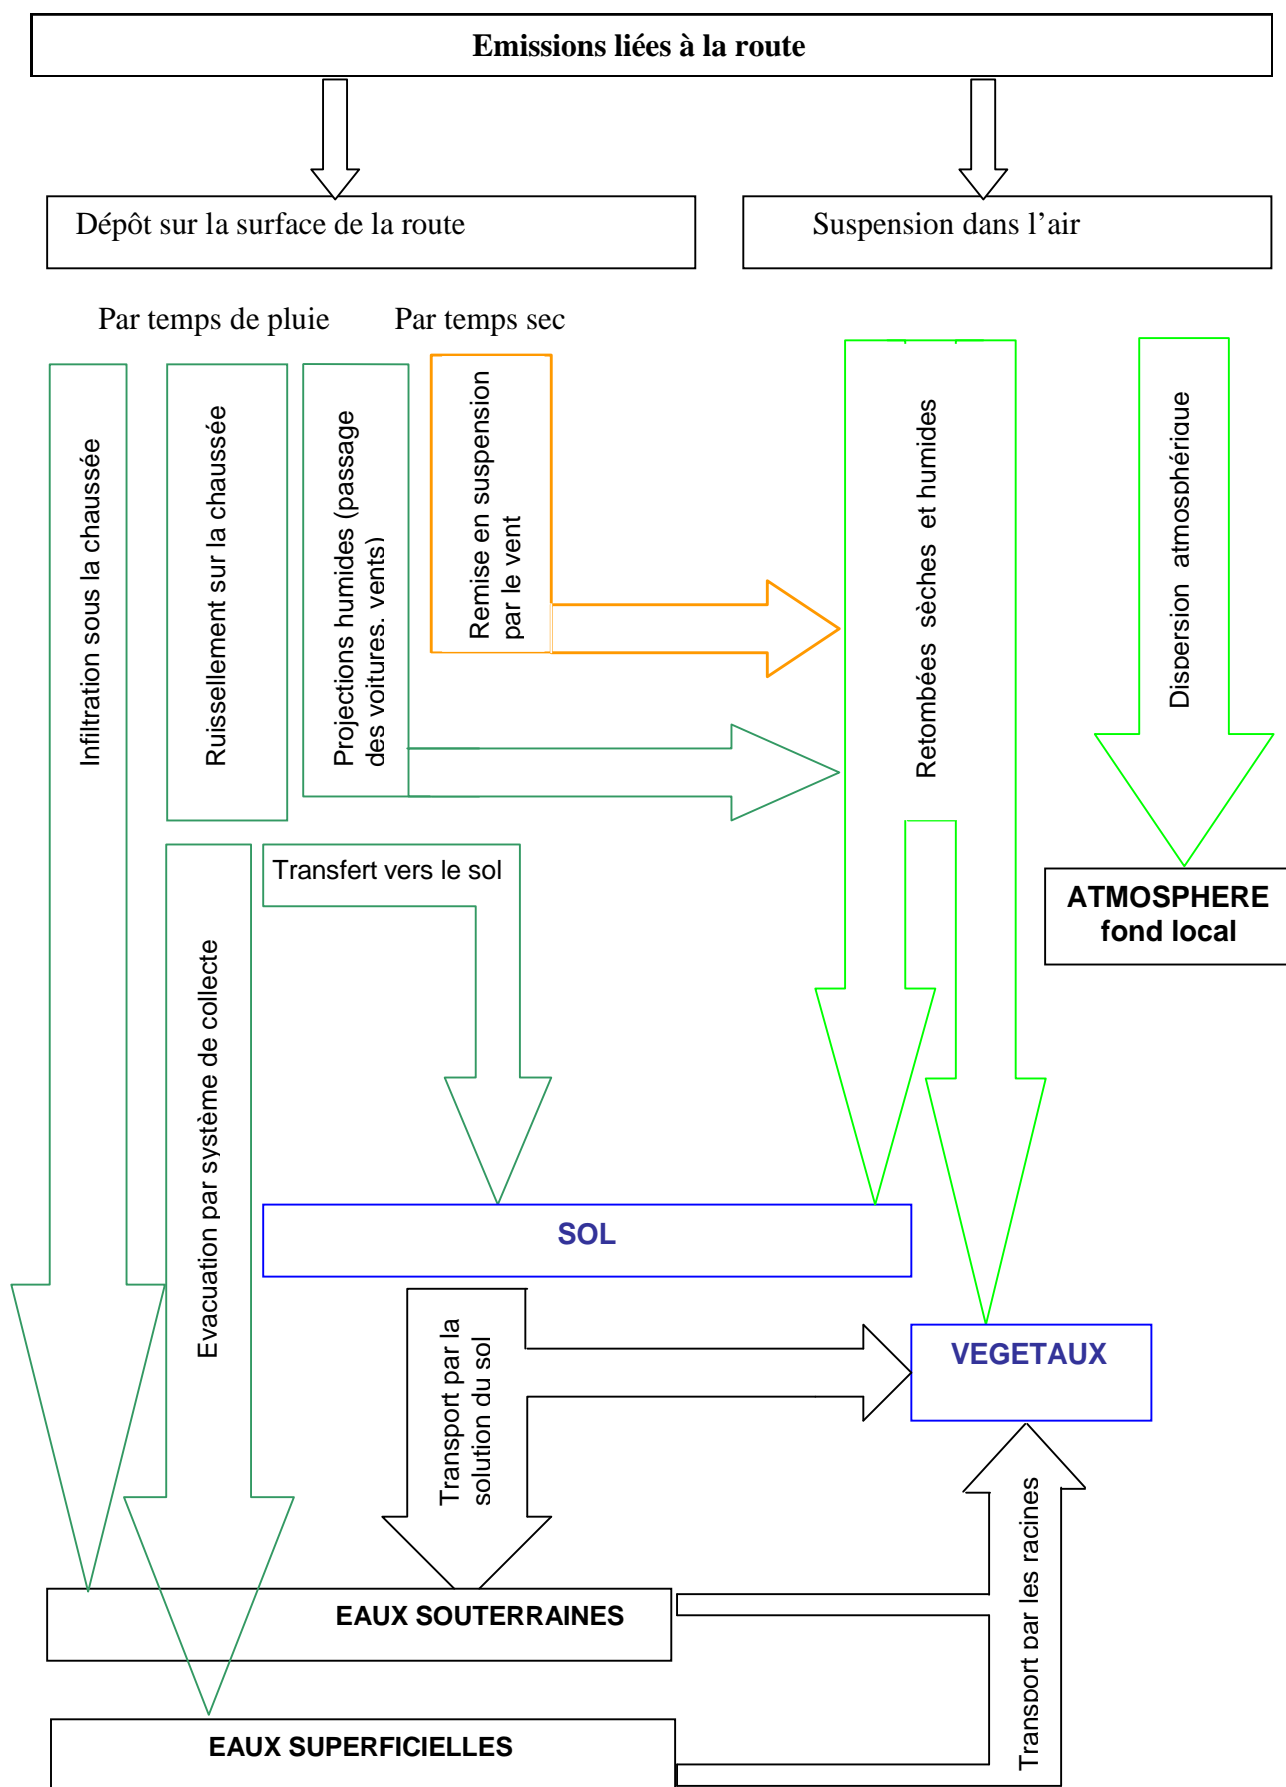 Emissions liées à la route
Dépôt sur la surface de la route
Suspension dans l’air
Par temps de pluie
Par temps sec
Infiltration sous la chaussée
Ruissellement sur la chaussée
Projections humides (passage
des voitures. vents)
Remise en suspension
par le vent
Retombées sèches et humides
Dispersion atmosphérique
Transfert vers le sol
ATMOSPHERE
fond local
Evacuation par système de collecte
SOL
Transport par la
solution du sol
VEGETAUX
Transport par les racines
EAUX SOUTERRAINES
EAUX SUPERFICIELLES